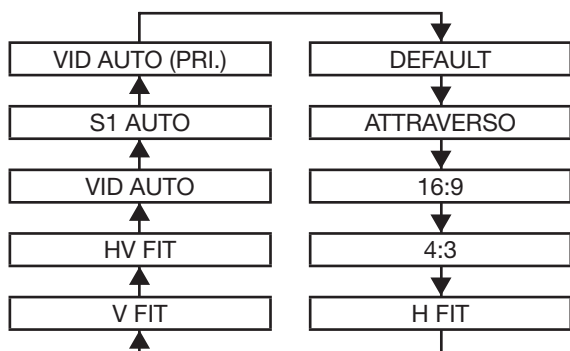 VID AUTO (PRI.)
S1 AUTO
VID AUTO
HV FIT
V FIT
DEFAULT
ATTRAVERSO
16:9
4:3
H FIT